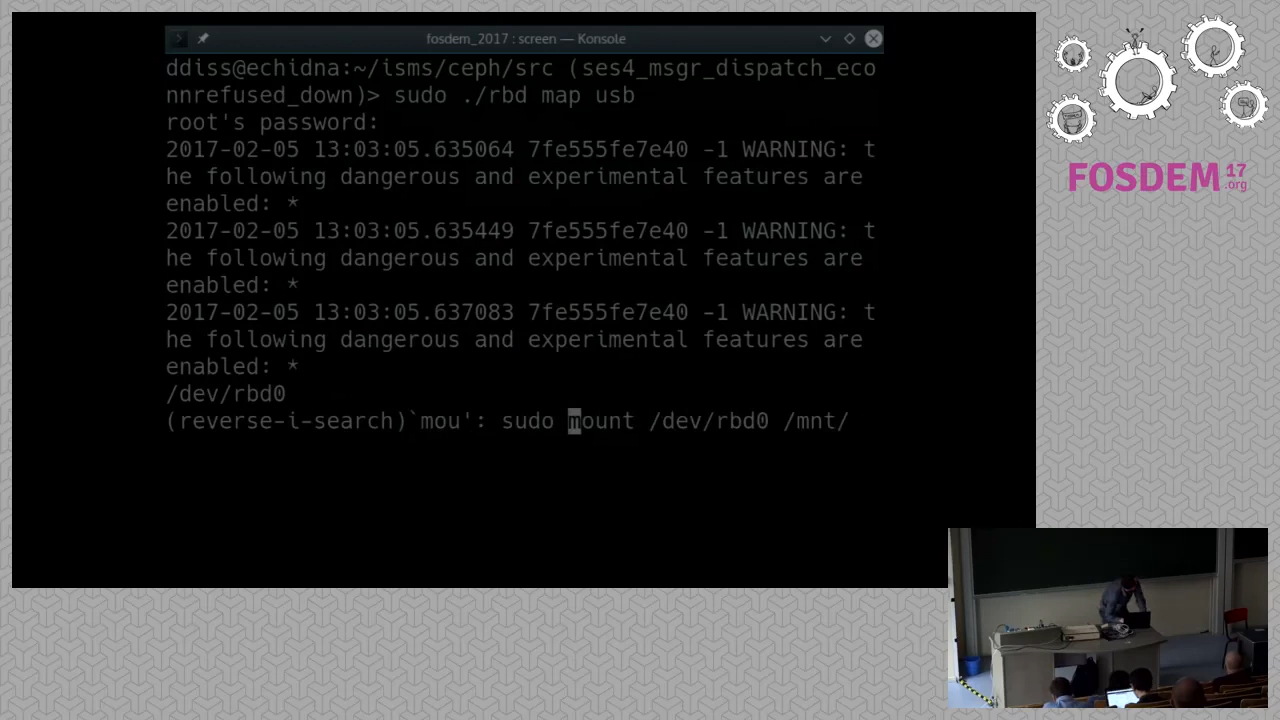 fosdem_2017 : screen — Konsole
ddiss@echidna:~/isms/ceph/src (ses4_msgr_dispatch_eco
nnrefused_down)> sudo ./rbd map usb
root's password:
2017-02-05 13:03:05.635064 7fe555fe7e40 -1 WARNING: t
he following dangerous and experimental features are
enabled: *
2017-02-05 13:03:05.635449 7fe555fe7e40 -1 WARNING: t
he following dangerous and experimental features are
enabled: *
2017-02-05 13:03:05.637083 7fe555fe7e40 -1 WARNING: t
he following dangerous and experimental features are
enabled: *
/dev/rbd0
(reverse-i-search)`mou': sudo mount /dev/rbd0 /mnt/
FOSDEM 17
.org